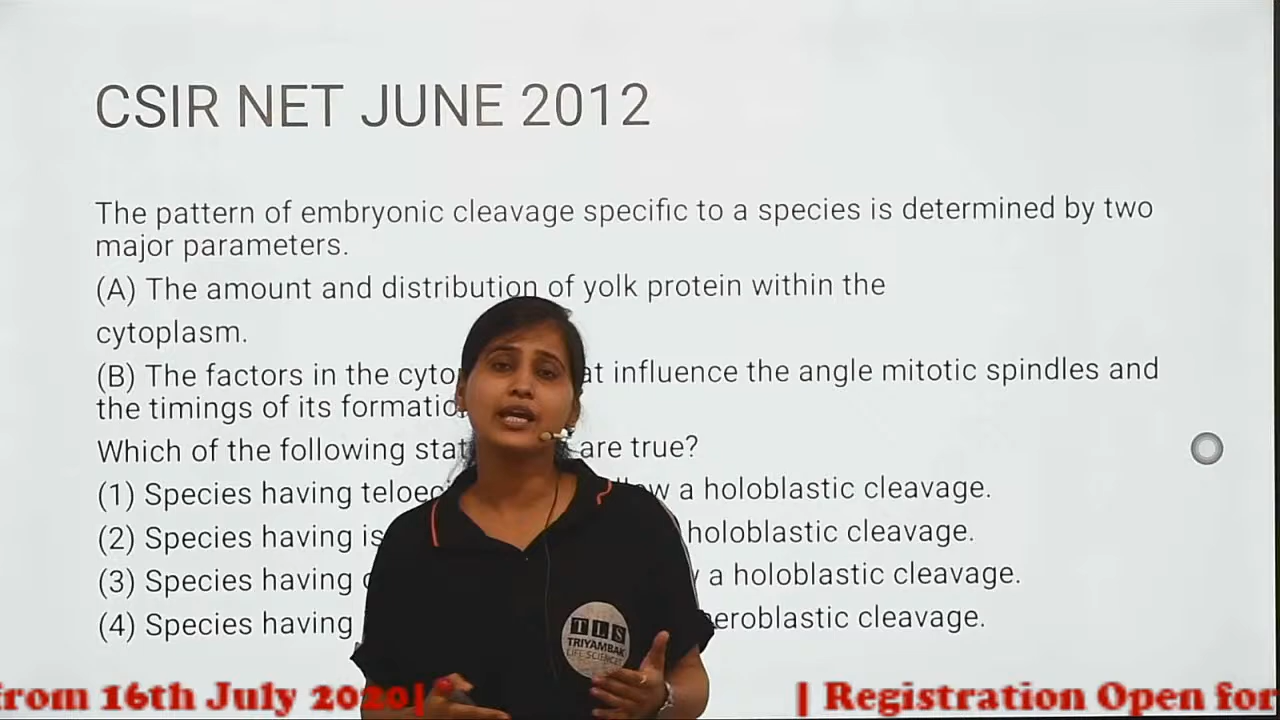 CSIR NET JUNE 2012
The pattern of embryonic cleavage specific to a species is determined by two
major parameters.
(A) The amount and distribution of yolk protein within the
cytoplasm.
(B) The factors in the cyto at influence the angle mitotic spindles and
the timings of its formatio
Which of the following stat are true?
(1) Species having teloec w a holoblastic cleavage.
(2) Species having is holoblastic cleavage.
(3) Species having a holoblastic cleavage.
(4) Species having eroblastic cleavage.
TLS
TRIYAMBAK
LIFE SCIENCES
from 16th July 2020| | Registration Open for